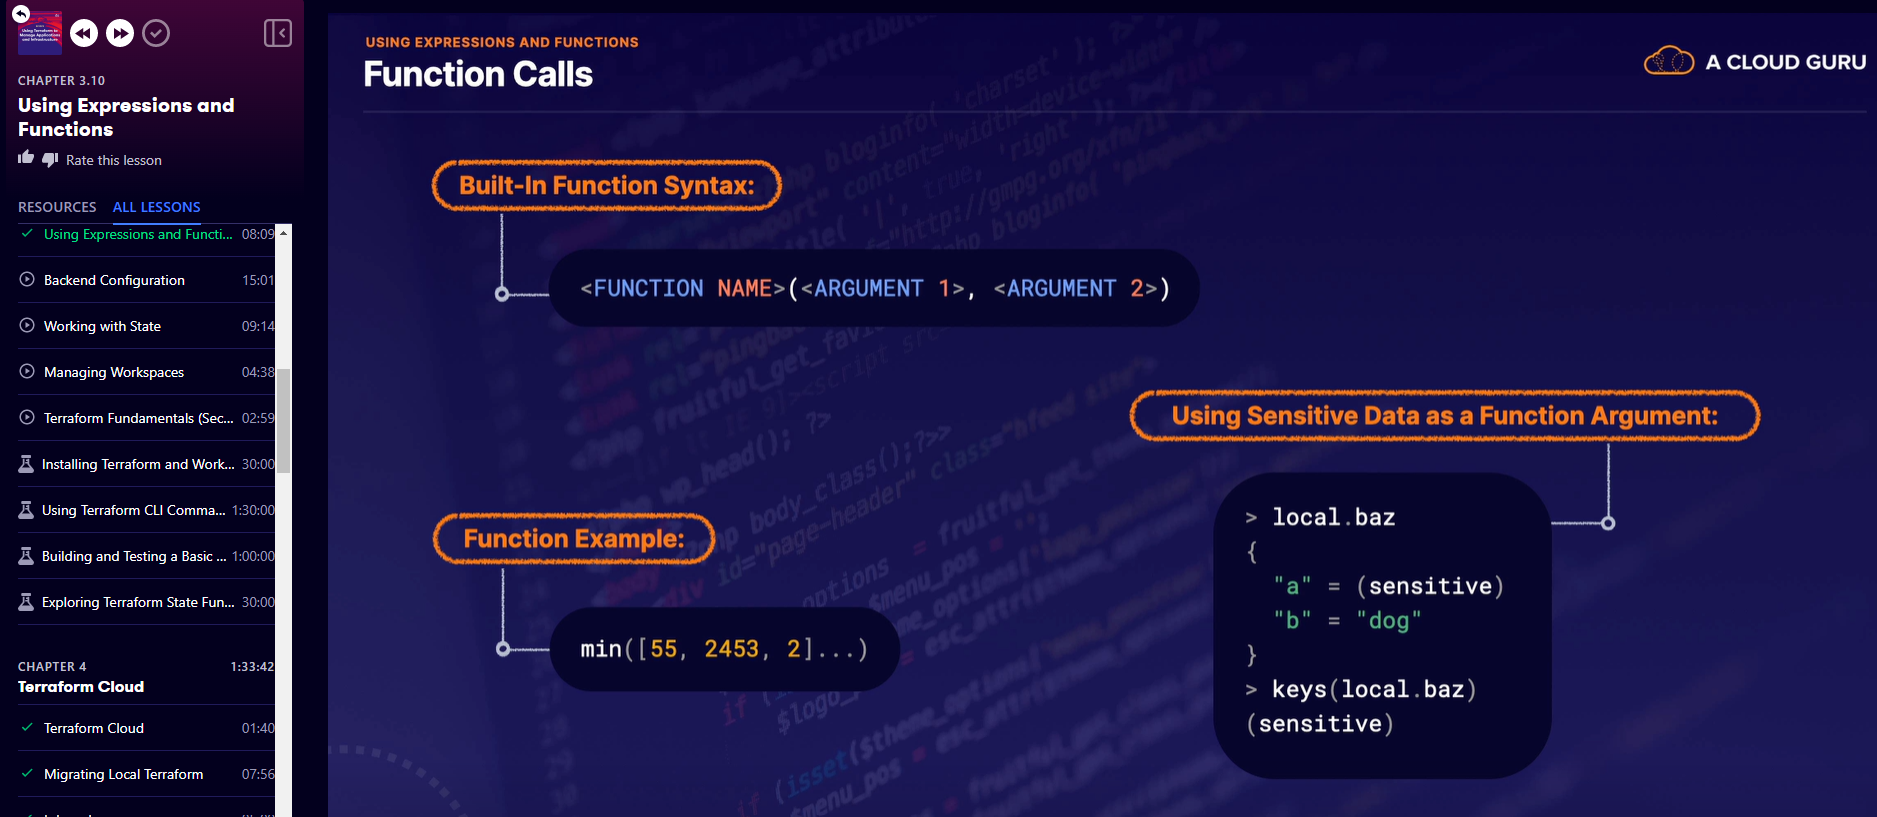 CHAPTER 3.10
Using Expressions and
Functions
Rate this lesson
RESOURCES ALL LESSONS
Using Expressions and Functi... 08:09
Backend Configuration 15:01
Working with State 09:14
Managing Workspaces 04:38
Terraform Fundamentals (Sec... 02:59
Installing Terraform and Work... 30:00
Using Terraform CLI Comma... 1:30:00
Building and Testing a Basic ... 1:00:00
Exploring Terraform State Fun... 30:00
CHAPTER 4 1:33:42
Terraform Cloud
Terraform Cloud 01:40
Migrating Local Terraform 07:56
USING EXPRESSIONS AND FUNCTIONS
Function Calls
A CLOUD GURU
Built-In Function Syntax:
<FUNCTION NAME>(<ARGUMENT 1>, <ARGUMENT 2>)
Function Example:
min([55, 2453, 2]...)
Using Sensitive Data as a Function Argument:
> local.baz
{
"a" = (sensitive)
"b" = "dog"
}
> keys(local.baz)
(sensitive)